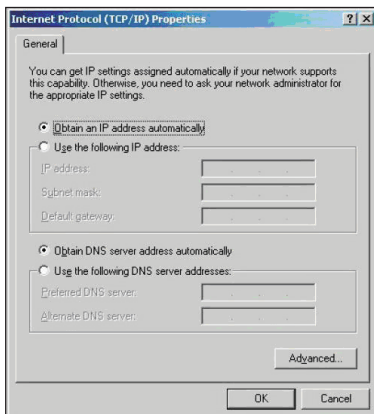 Internet Protocol (TCP/IP) Properties
General
You can get IP settings assigned automatically if your network supports
this capability. Otherwise, you need to ask your network administrator for
the appropriate IP settings.
Obtain an IP address automatically
Use the following IP address:
IP address:
Subnet mask:
Default gateway:
Obtain DNS server address automatically
Use the following DNS server addresses:
Preferred DNS server:
Alternate DNS server:
Advanced...
OK Cancel